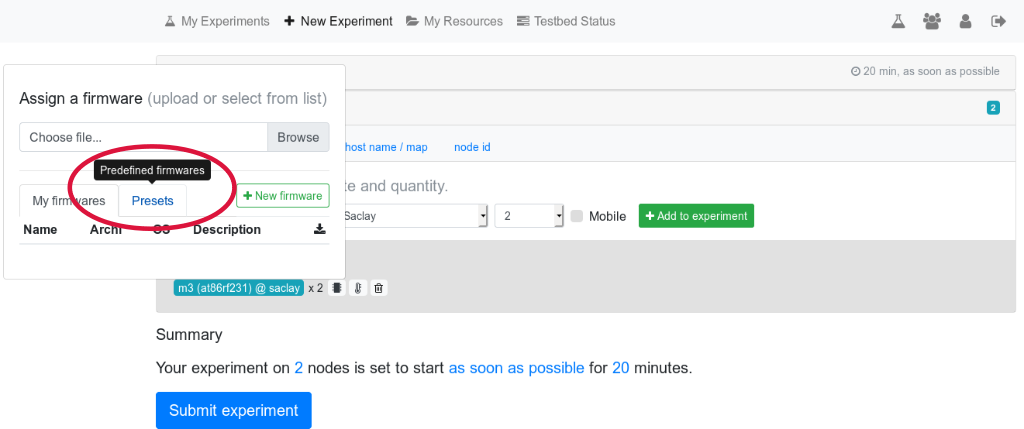 My Experiments New Experiment My Resources Testbed Status
20 min, as soon as possible
Assign a firmware (upload or select from list)
2
Choose file... Browse
host name / map node id
Predefined firmwares
te and quantity.
My firmwares Presets New firmware
Saclay 2 Mobile Add to experiment
Name Archi OS Description
m3 (at86rf231) @ saclay x 2
Summary
Your experiment on 2 nodes is set to start as soon as possible for 20 minutes.
Submit experiment